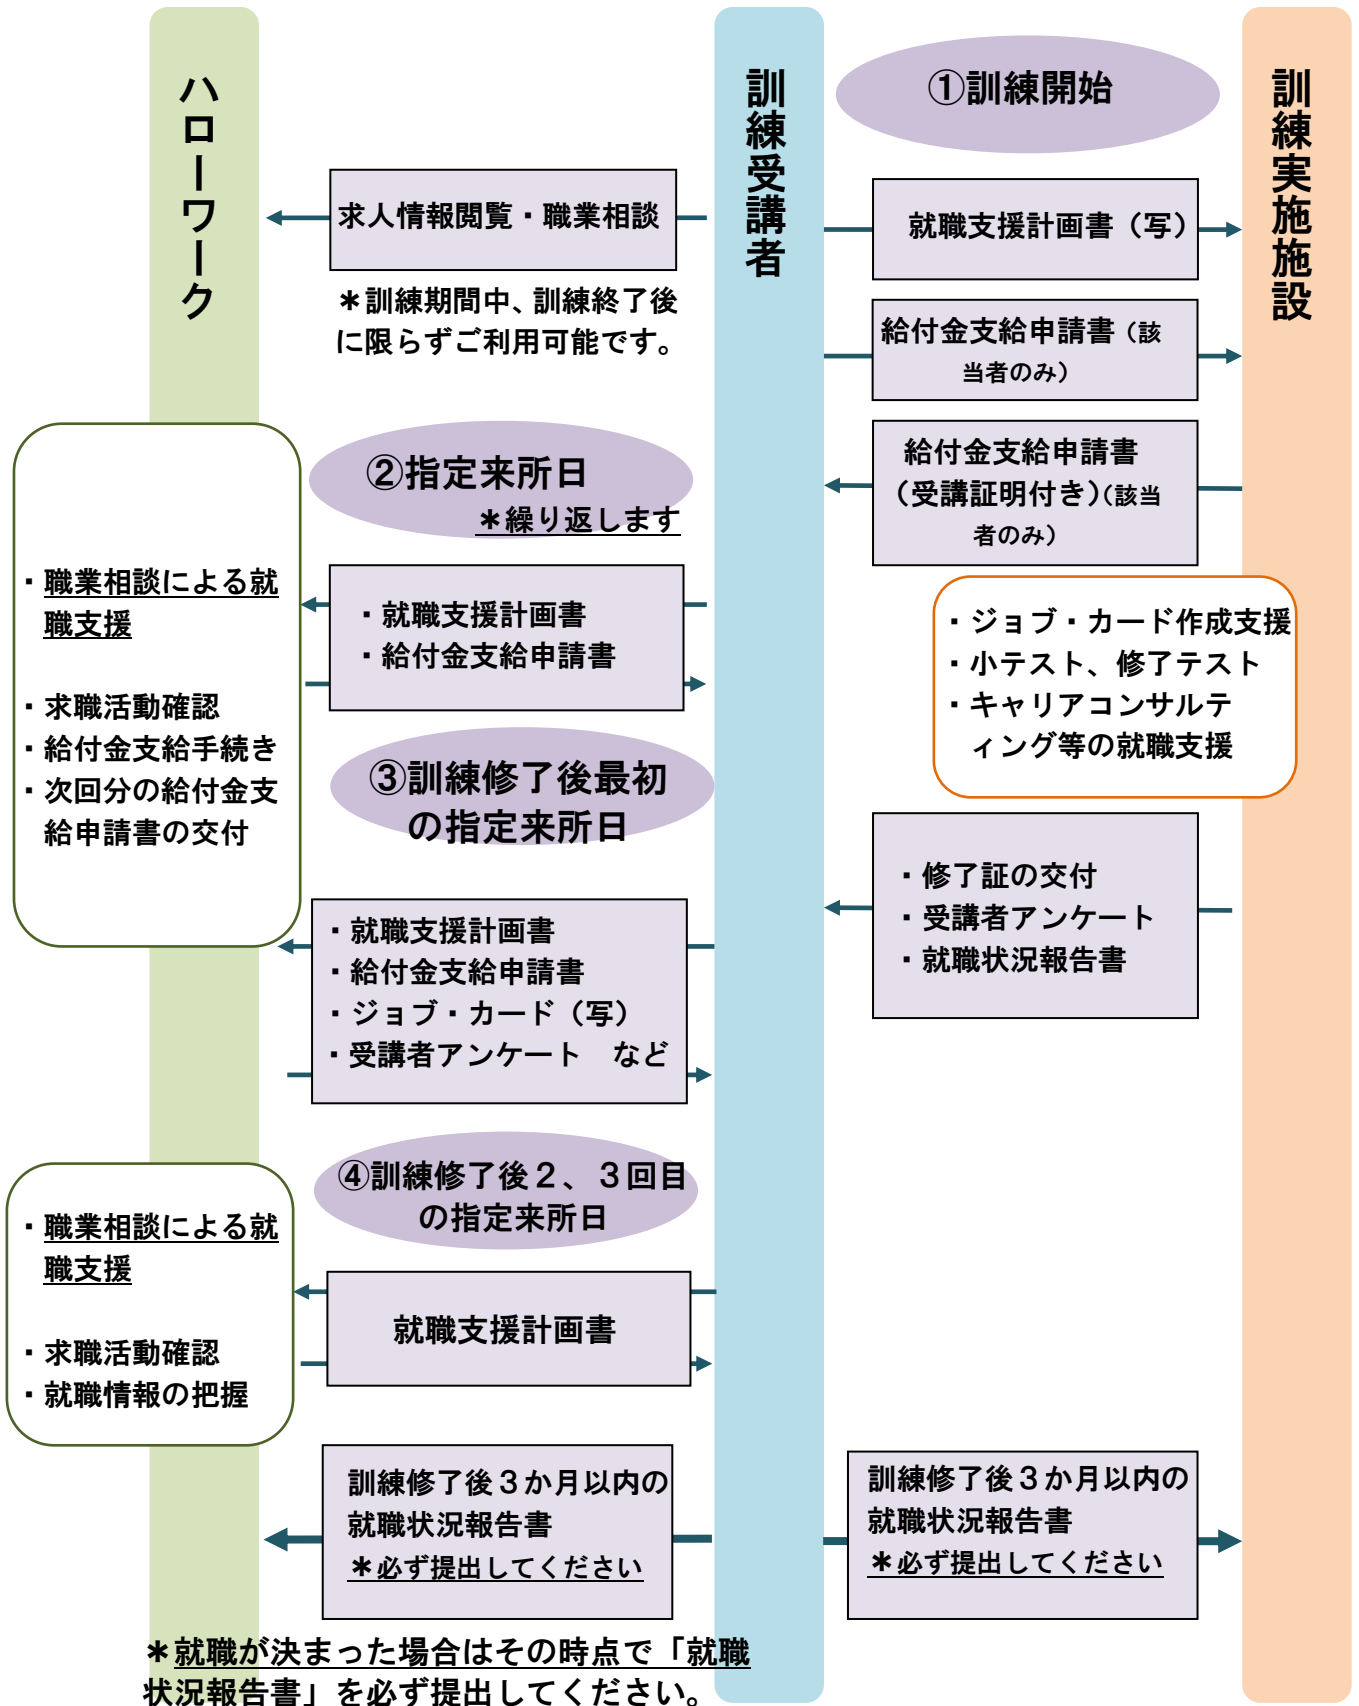 ハローワーク
訓練受講者
訓練実施施設
①訓練開始
求人情報閲覧・職業相談
＊訓練期間中、訓練終了後
に限らずご利用可能です。
就職支援計画書（写）
給付金支給申請書（該
当者のみ）
給付金支給申請書
（受講証明付き）（該当
者のみ）
②指定来所日
＊繰り返します
・職業相談による就
職支援
・求職活動確認
・給付金支給手続き
・次回分の給付金支
給申請書の交付
・就職支援計画書
・給付金支給申請書
・ジョブ・カード作成支援
・小テスト、修了テスト
・キャリアコンサルテ
ィング等の就職支援
③訓練修了後最初
の指定来所日
・修了証の交付
・受講者アンケート
・就職状況報告書
・就職支援計画書
・給付金支給申請書
・ジョブ・カード（写）
・受講者アンケート　など
④訓練修了後２、３回目
の指定来所日
・職業相談による就
職支援
・求職活動確認
・就職情報の把握
就職支援計画書
訓練修了後３か月以内の
就職状況報告書
＊必ず提出してください
訓練修了後３か月以内の
就職状況報告書
＊必ず提出してください
＊就職が決まった場合はその時点で「就職
状況報告書」を必ず提出してください。